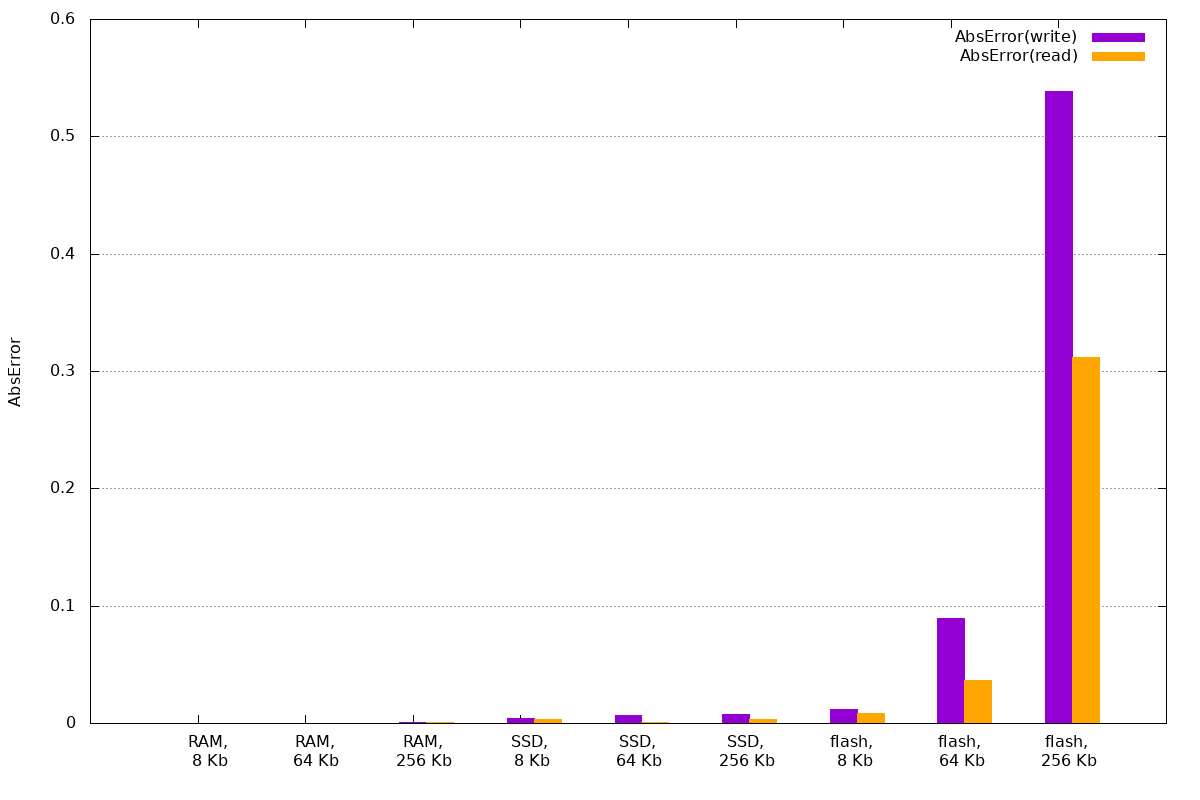 0.6
AbsError(write)
AbsError(read)
0.5
0.4
0.3
0.2
0.1
0
AbsError
RAM,
8 Kb
RAM,
64 Kb
RAM,
256 Kb
SSD,
8 Kb
SSD,
64 Kb
SSD,
256 Kb
flash,
8 Kb
flash,
64 Kb
flash,
256 Kb